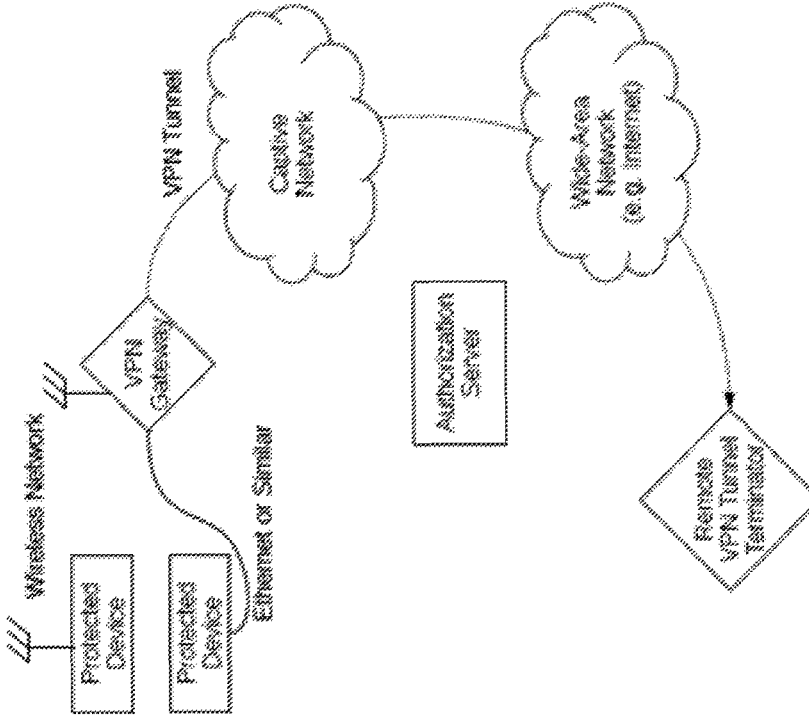 Wireless Network
Protected
Device
Protected
Device
Ethernet or Similar
VPN
Gateway
VPN Tunnel
Captive
Network
Authorization
Server
Wide-Area
Network
(e.g. internet)
Remote
VPN Tunnel
Terminator